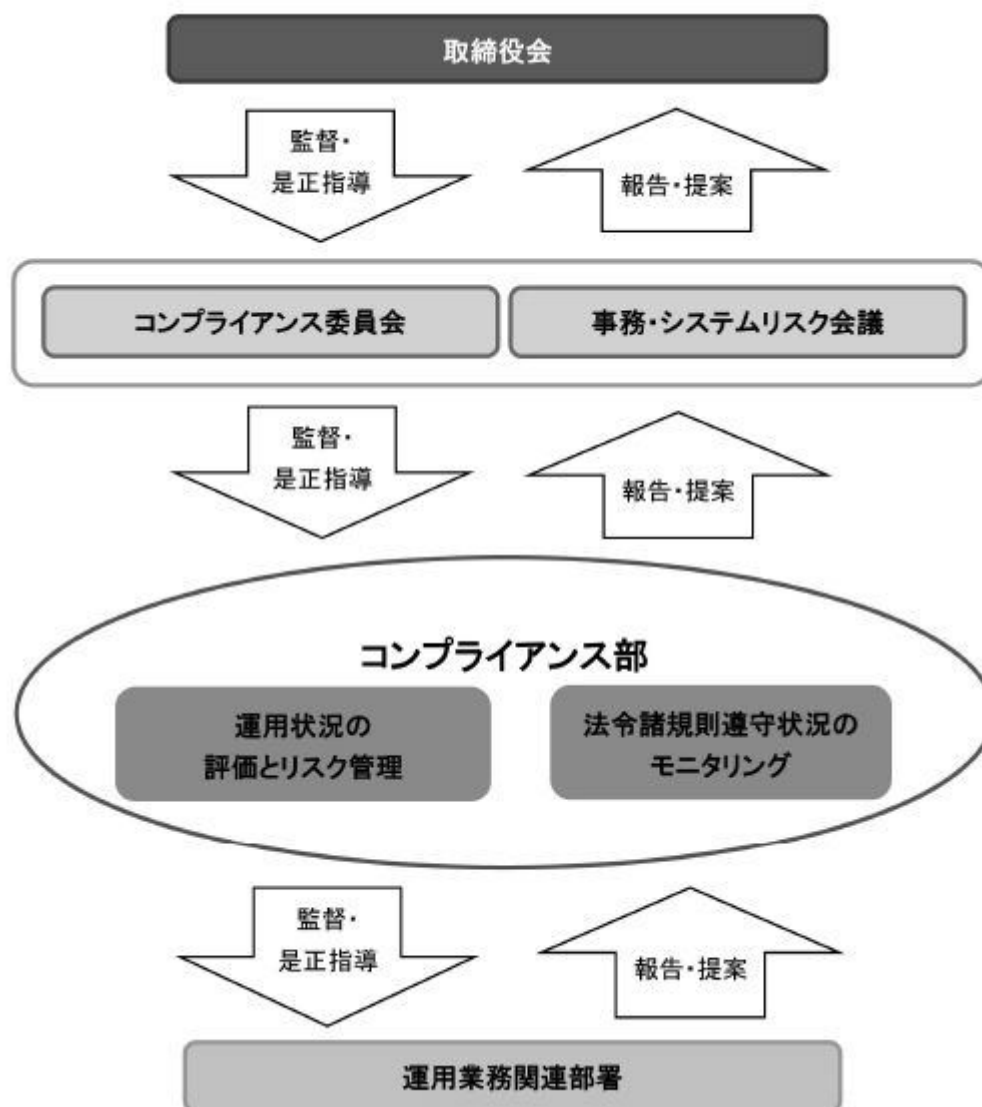 取締役会
監督・
是正指導
報告・提案
コンプライアンス委員会
事務・システムリスク会議
監督・
是正指導
報告・提案
コンプライアンス部
運用状況の
評価とリスク管理
法令諸規則遵守状況の
モニタリング
監督・
是正指導
報告・提案
運用業務関連部署